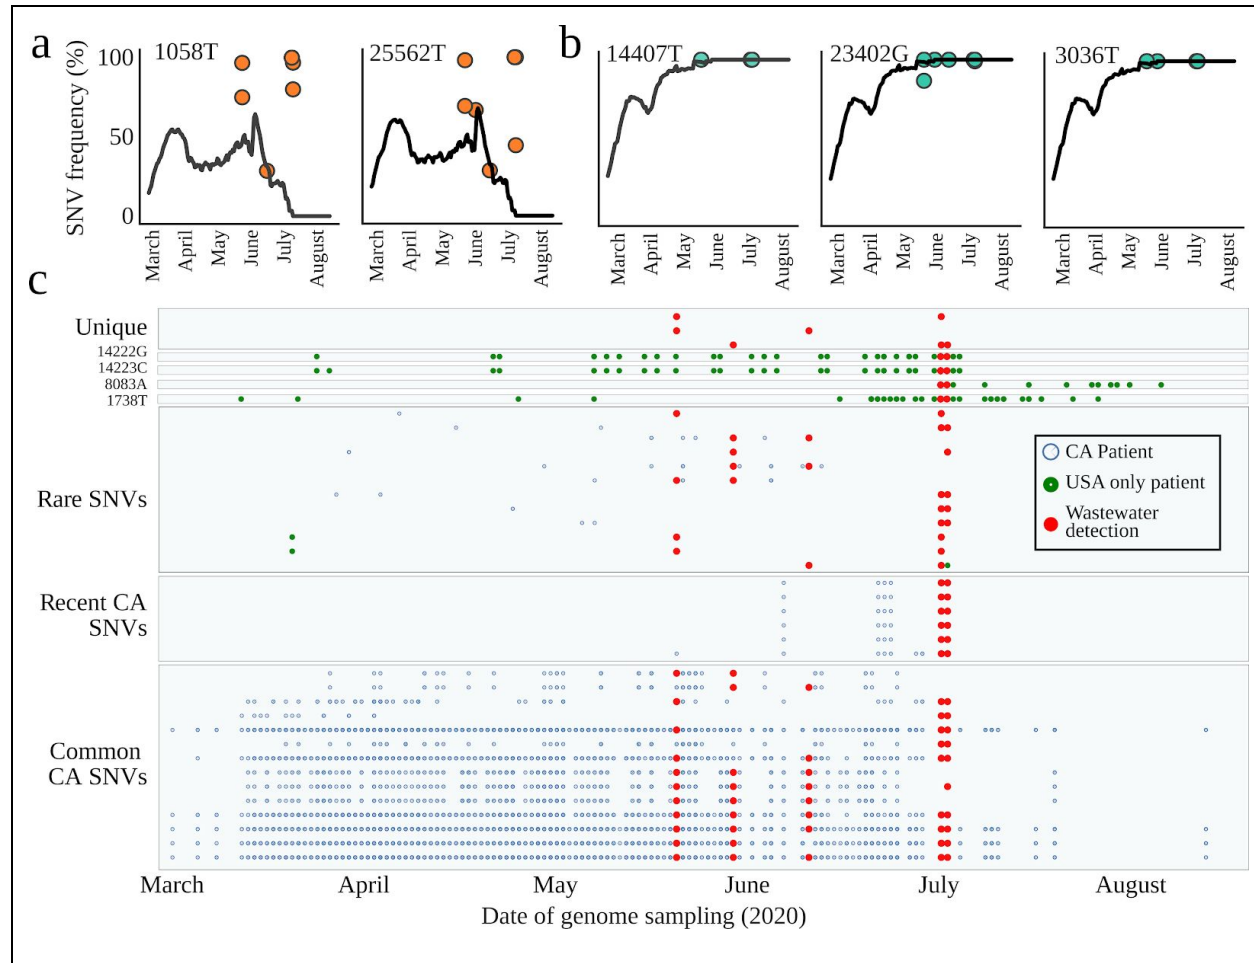 a
1058T
25562T
SNV frequency (%)
100
50
0
March
April
May
June
July
August
March
April
May
June
July
August
b
14407T
23402G
3036T
March
April
May
June
July
August
March
April
May
June
July
August
March
April
May
June
July
August
c
Unique
14222G
14223C
8083A
1738T
Rare SNVs
Recent CA
SNVs
Common
CA SNVs
CA Patient
USA only patient
Wastewater
detection
March
April
May
June
July
August
Date of genome sampling (2020)